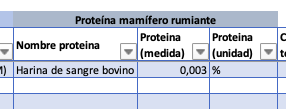 Proteína mamífero rumiante
Nombre proteina Proteina (medida) Proteina (unidad)
Harina de sangre bovino 0,003 %